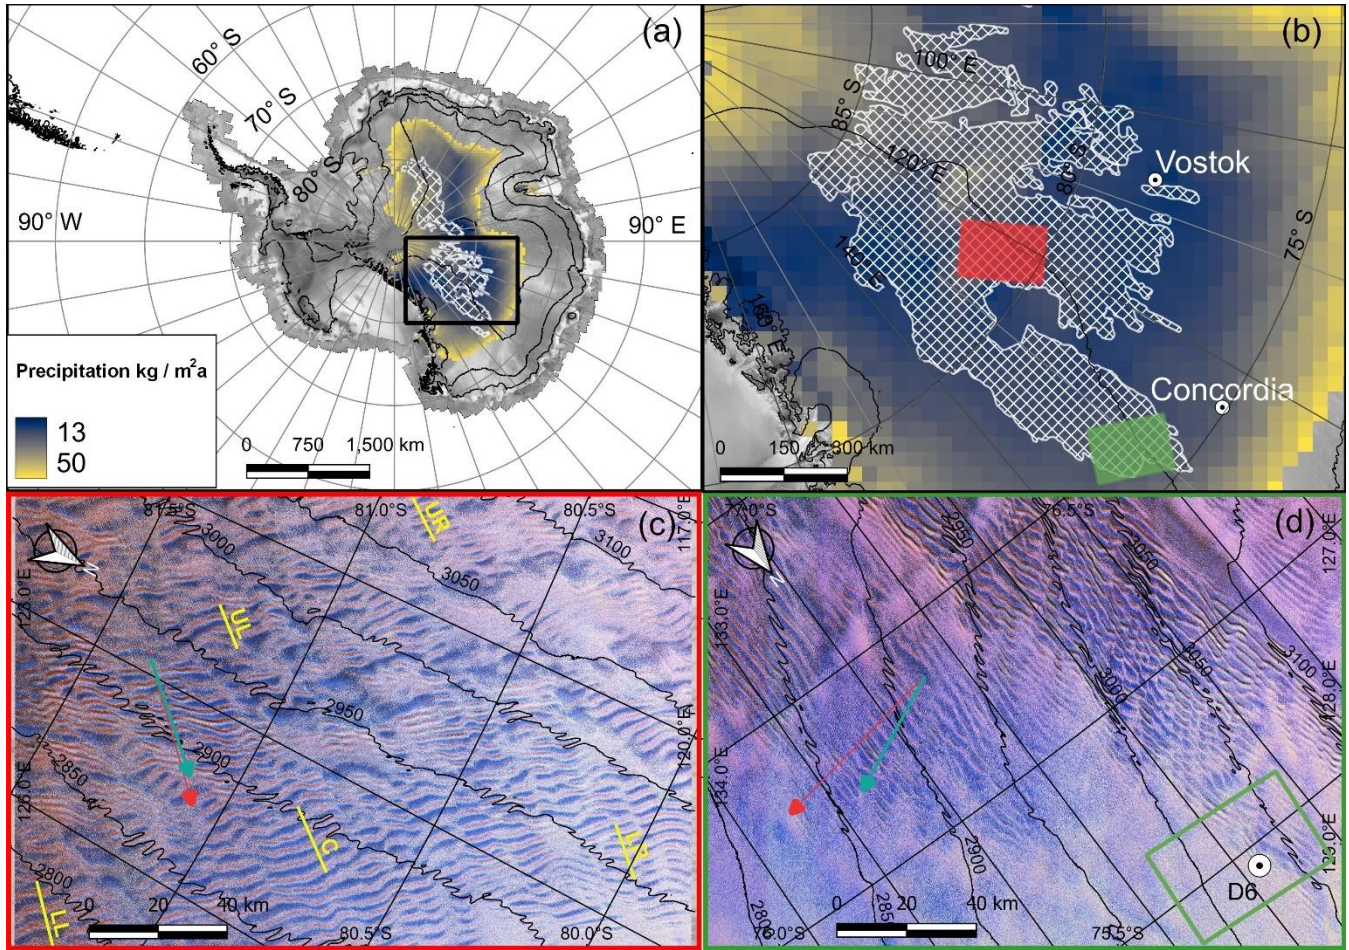 (a)
60° S
70° S
80° S
90° W
90° E
Precipitation kg / m²a
13
50
0 750 1,500 km
(b)
100° E
85° S
120° E
80° S
Vostok
140° E
75° S
160° E
Concordia
0 150 300 km
(c)
81.5°S
81.0°S
80.5°S
117.0°E
UR
3000
3100
3050
N
123.0°E
UL
2950
120.0°E
2900
2850
126.0°E
C
LR
2800
LL
0 20 40 km
80.5°S
80.0°S
(d)
77.0°S
76.5°S
127.0°E
2950
3050
N
133.0°E
3050
3100
3000
128.0°E
134.0°E
2900
129.0°E
D6
0 20 40 km
285
280
76.0°S
75.5°S